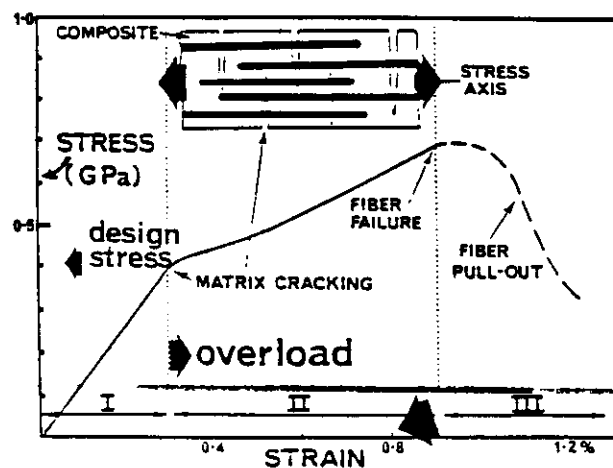 1·0
COMPOSITE
STRESS
AXIS
STRESS
(GPa)
0·5
design
stress
FIBER
FAILURE
FIBER
PULL-OUT
MATRIX CRACKING
overload
I
II
III
0·4
0·8
1·2%
STRAIN